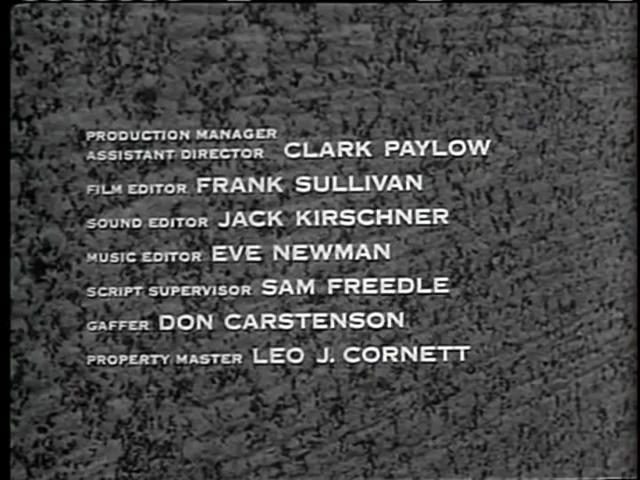 PRODUCTION MANAGER
ASSISTANT DIRECTOR CLARK PAYLOW
FILM EDITOR FRANK SULLIVAN
SOUND EDITOR JACK KIRSCHNER
MUSIC EDITOR EVE NEWMAN
SCRIPT SUPERVISOR SAM FREEDLE
GAFFER DON CARSTENSON
PROPERTY MASTER LEO J. CORNETT